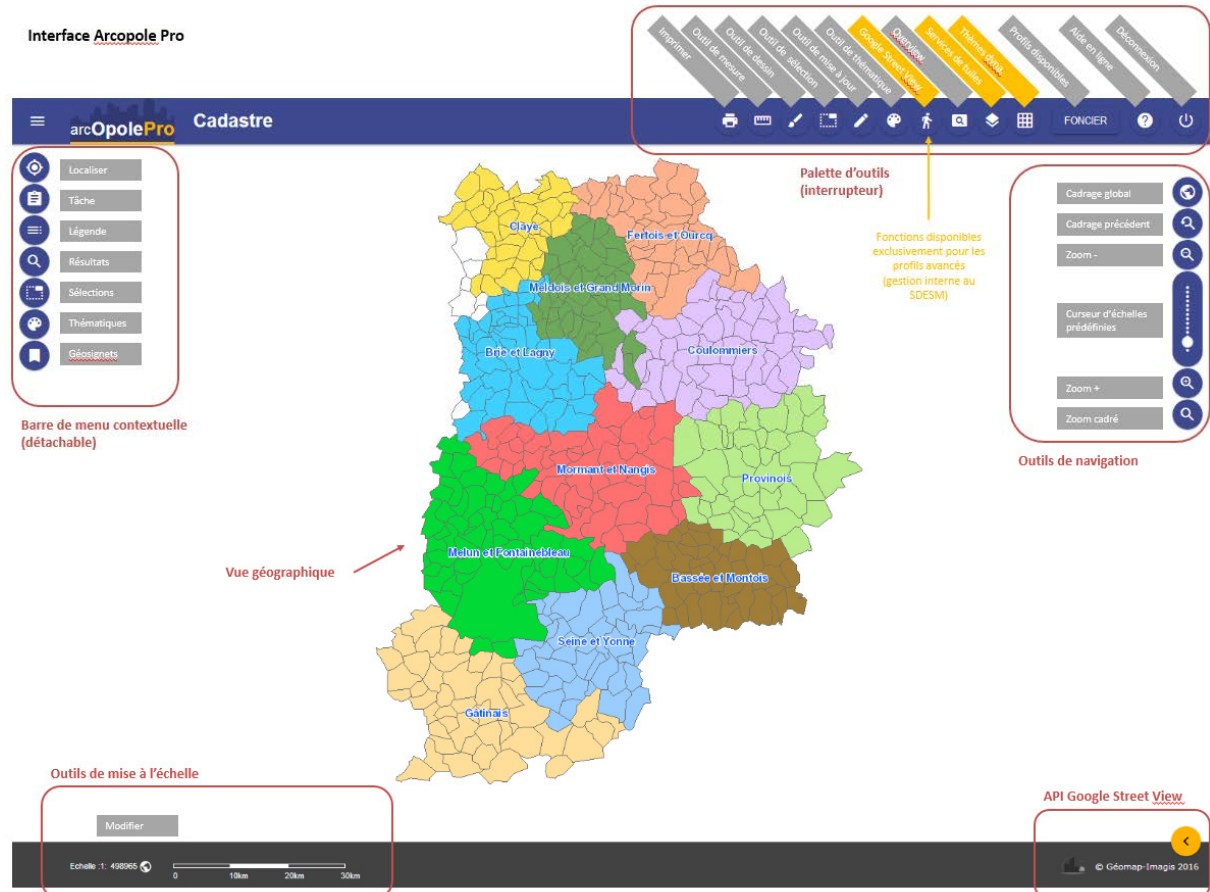 Interface Arcopole Pro
Imprimer
Outil de mesure
Outil de dessin
Outil de sélection
Outil de mise à jour
Outil de thématique
Google Street View
Overview
Services de tuiles
Thèmes dyna.
Profils disponibles
Aide en ligne
Déconnexion
arcOpolePro
Cadastre
FONCIER
?
Localiser
Tâche
Légende
Résultats
Sélections
Thématiques
Géosignets
Barre de menu contextuelle
(détachable)
Palette d'outils
(interrupteur)
Fonctions disponibles
exclusivement pour les
profils avancés
(gestion interne au
SDESM)
Cadrage global
Cadrage précédent
Zoom -
Curseur d'échelles
prédéfinies
Zoom +
Zoom cadré
Outils de navigation
Claye
Fertois et Ourcq
Meldois et Grand Morin
Brie et Lagny
Coulommiers
Mormant et Nangis
Provinois
Melun et Fontainebleau
Bassée et Montois
Seine et Yonne
Gâtinais
Vue géographique
Outils de mise à l'échelle
Modifier
Echelle :1: 498965
0 10km 20km 30km
API Google Street View
© Géomap-Imagis 2016